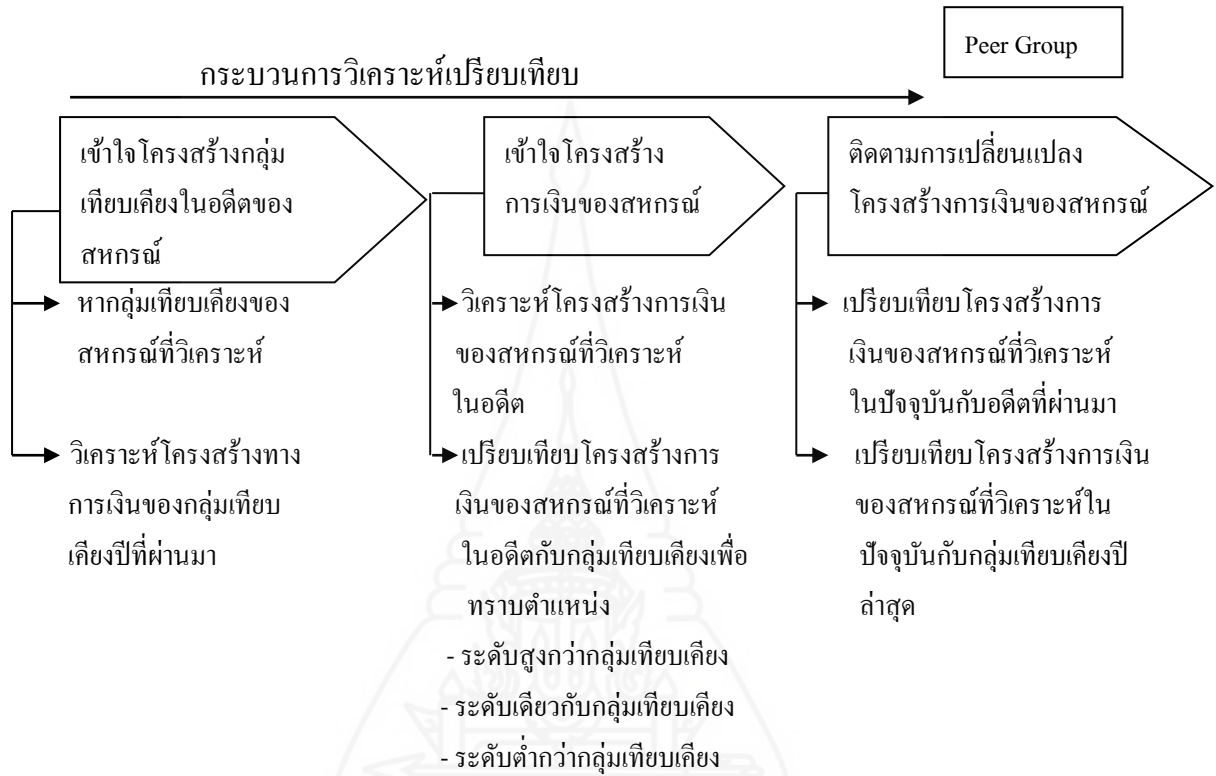 Peer Group
กระบวนการวิเคราะห์เปรียบเทียบ
เข้าใจโครงสร้างกลุ่ม
เทียบเคียงในอดีตของ
สหกรณ์
หากลุ่มเทียบเคียงของ
สหกรณ์ที่วิเคราะห์
วิเคราะห์โครงสร้างทาง
การเงินของกลุ่มเทียบ
เคียงปีที่ผ่านมา
เข้าใจโครงสร้าง
การเงินของสหกรณ์
วิเคราะห์โครงสร้างการเงิน
ของสหกรณ์ที่วิเคราะห์
ในอดีต
เปรียบเทียบโครงสร้างการ
เงินของสหกรณ์ที่วิเคราะห์
ในอดีตกับกลุ่มเทียบเคียงเพื่อ
ทราบตำแหน่ง
- ระดับสูงกว่ากลุ่มเทียบเคียง
- ระดับเดียวกับกลุ่มเทียบเคียง
- ระดับต่ำกว่ากลุ่มเทียบเคียง
ติดตามการเปลี่ยนแปลง
โครงสร้างการเงินของสหกรณ์
เปรียบเทียบโครงสร้างการ
เงินของสหกรณ์ที่วิเคราะห์
ในปัจจุบันกับอดีตที่ผ่านมา
เปรียบเทียบโครงสร้างการเงิน
ของสหกรณ์ที่วิเคราะห์ใน
ปัจจุบันกับกลุ่มเทียบเคียงปี
ล่าสุด